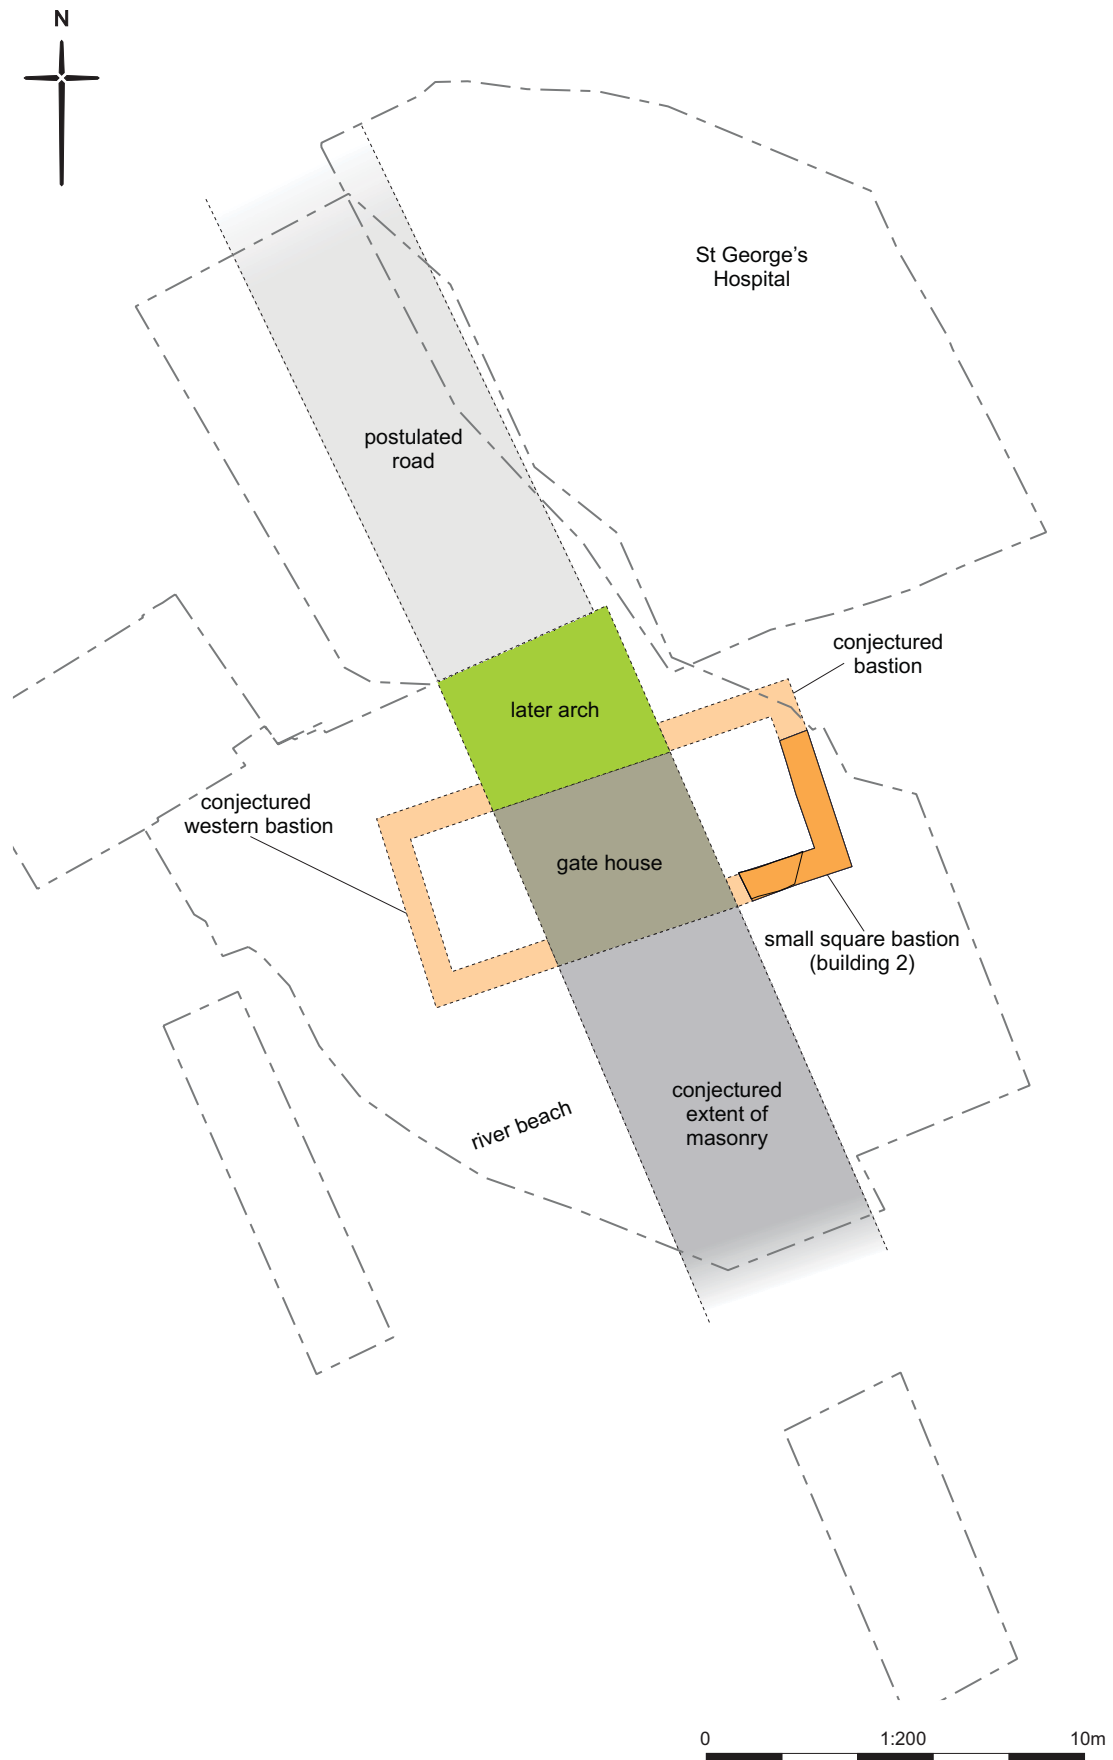 N
St George’s
Hospital
postulated
road
conjectured
bastion
later arch
conjectured
western bastion
gate house
small square bastion
(building 2)
conjectured
extent of
masonry
river beach
0 1:200 10m